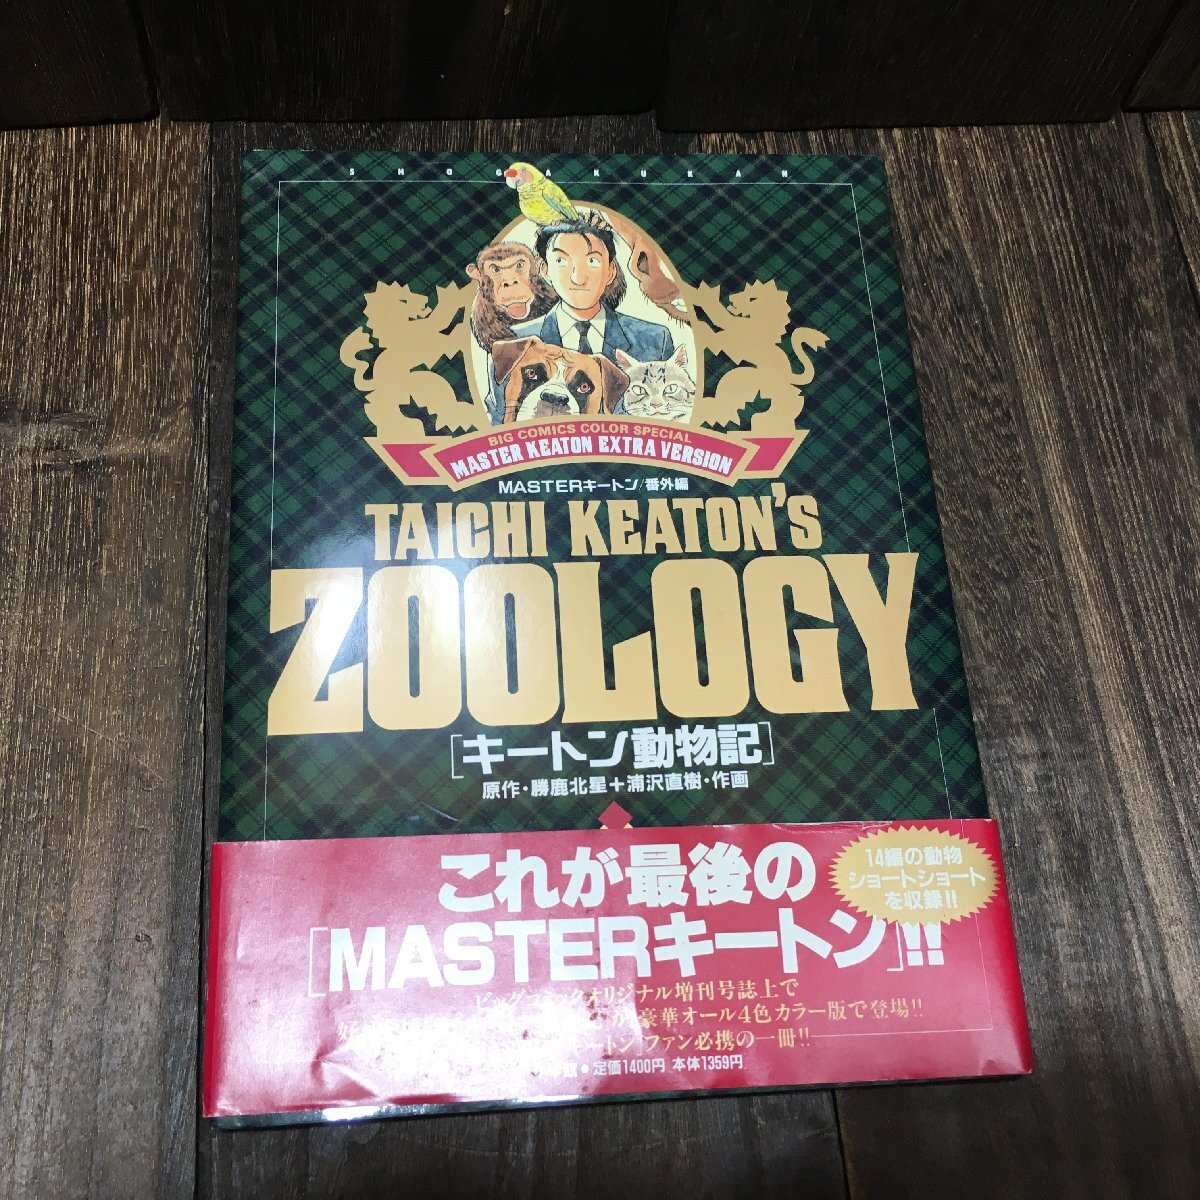 SHOGAKUKAN
BIG COMICS COLOR SPECIAL
MASTER KEATON EXTRA VERSION
MASTERキートン/番外編
TAICHI KEATON'S
ZOOLOGY
[キートン動物記]
原作・勝鹿北星+浦沢直樹・作画
14編の動物
ショートショート
を収録!!
これが最後の
[MASTERキートン]!!
ビッグコミックオリジナル増刊号誌上で
豪華オール4色カラー版で登場!!
ートン」ファン必携の一冊!!
・定価1400円 本体1359円